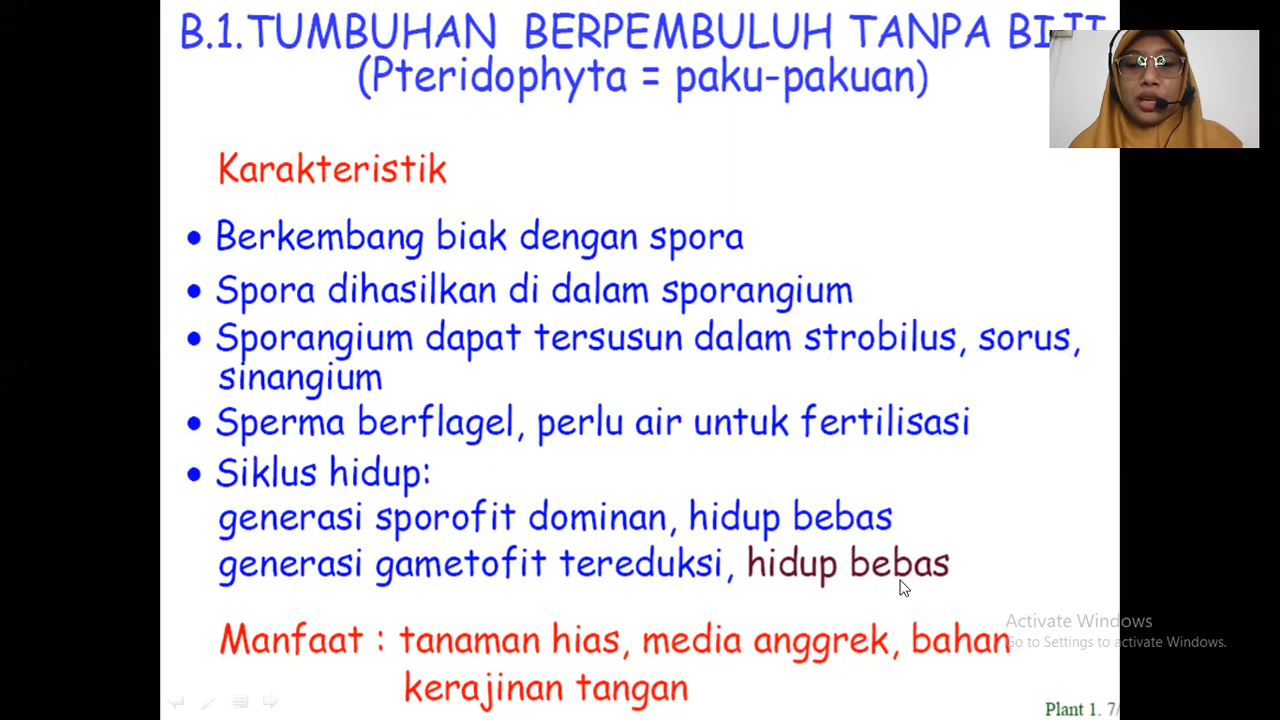 B.1.TUMBUHAN BERPEMBULUH TANPA
(Pteridophyta = paku-pakuan)
Karakteristik
• Berkembang biak dengan spora
• Spora dihasilkan di dalam sporangium
• Sporangium dapat tersusun dalam strobilus, sorus,
sinangium
• Sperma berflagel, perlu air untuk fertilisasi
• Siklus hidup:
generasi sporofit dominan, hidup bebas
generasi gametofit tereduksi, hidup bebas
Activate Windows
Go to Settings to activate Windows.
Manfaat : tanaman hias, media anggrek, bahan
kerajinan tangan
Plant 1. 7/